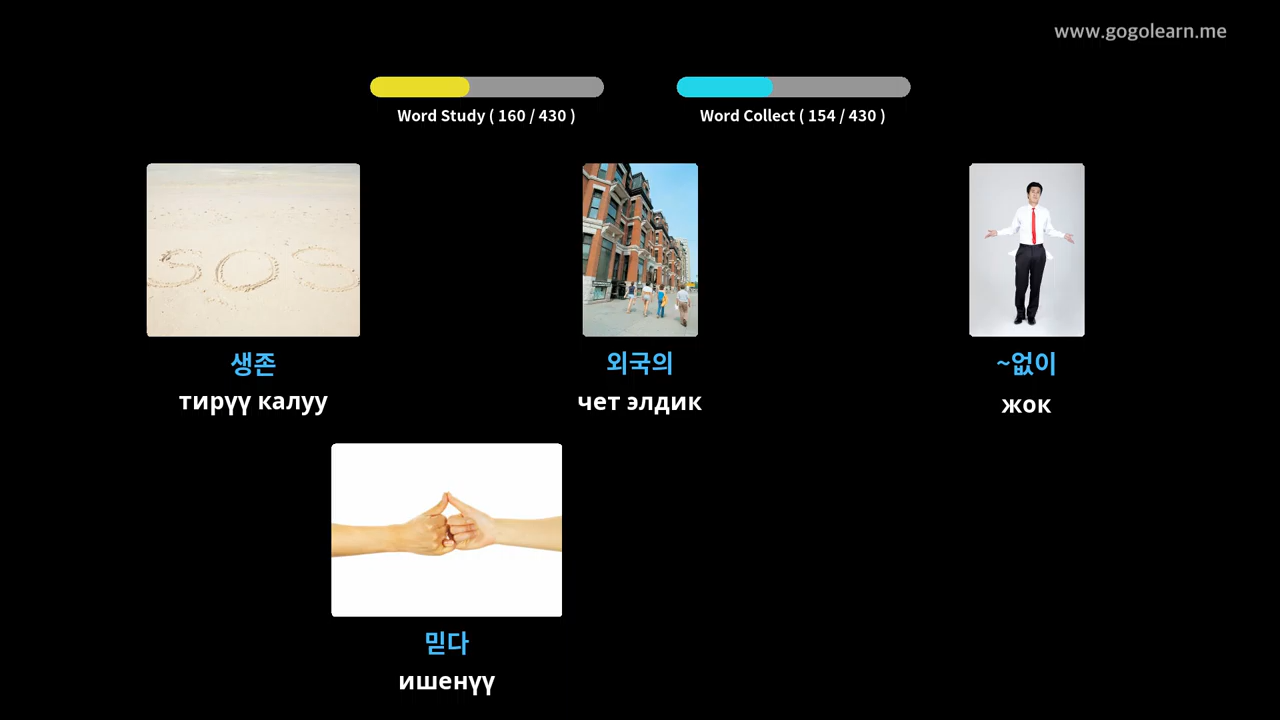 www.gogolearn.me
Word Study ( 160 / 430 )
Word Collect ( 154 / 430 )
SOS
생존
тирүү калуу
외국의
чет элдик
~없이
жок
믿다
ишенүү